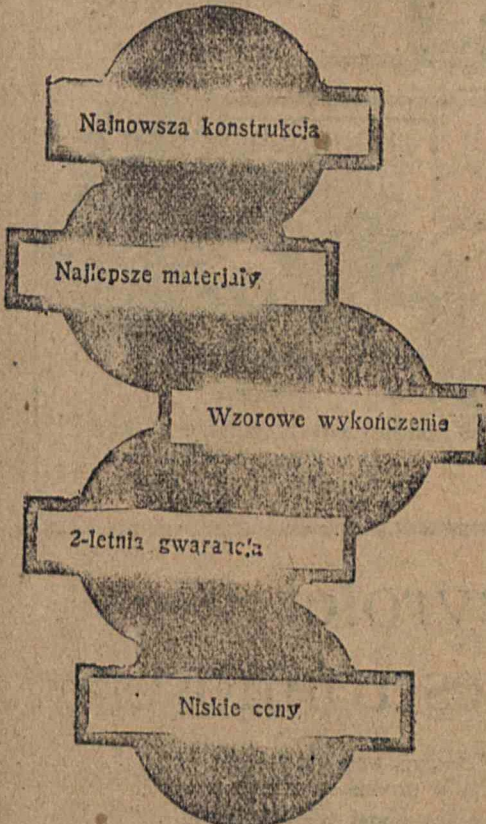 Najnowsza konstrukcja
Najlepsze materjały
Wzorowe wykończenie
2-letnia gwarancja
Niskie ceny